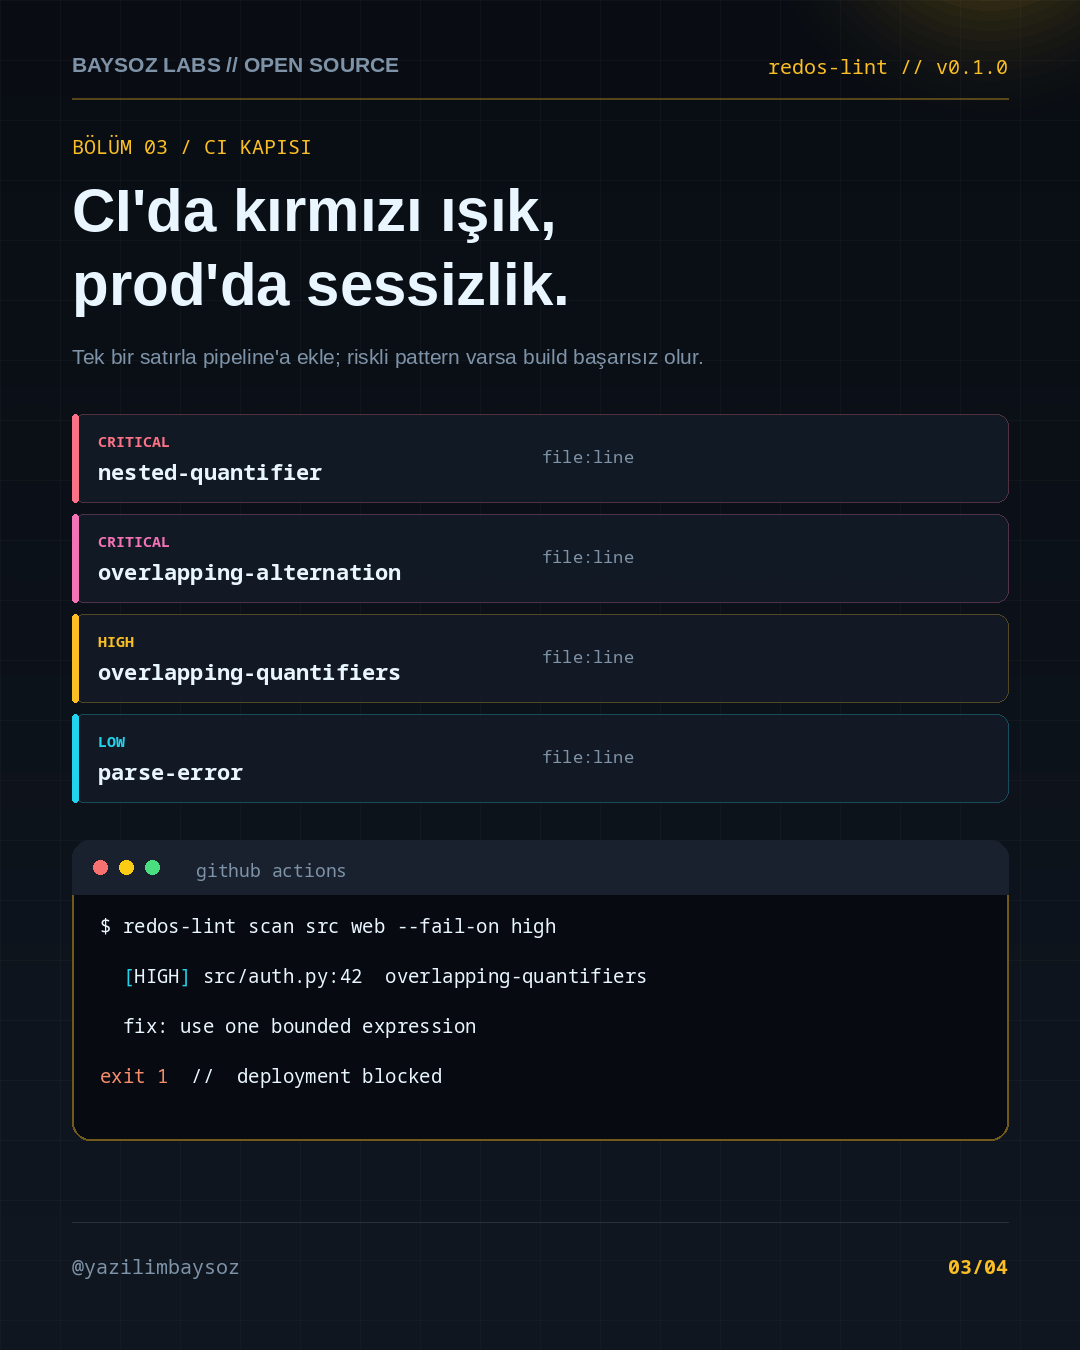 BAYSOZ LABS // OPEN SOURCE
redos-lint // v0.1.0
BÖLÜM 03 / CI KAPISI
CI'da kırmızı ışık,
prod'da sessizlik.
Tek bir satırla pipeline'a ekle; riskli pattern varsa build başarısız olur.
CRITICAL
nested-quantifier
file:line
CRITICAL
overlapping-alternation
file:line
HIGH
overlapping-quantifiers
file:line
LOW
parse-error
file:line
github actions
$ redos-lint scan src web --fail-on high
[HIGH] src/auth.py:42  overlapping-quantifiers
fix: use one bounded expression
exit 1  //  deployment blocked
@yazilimbaysoz
03/04